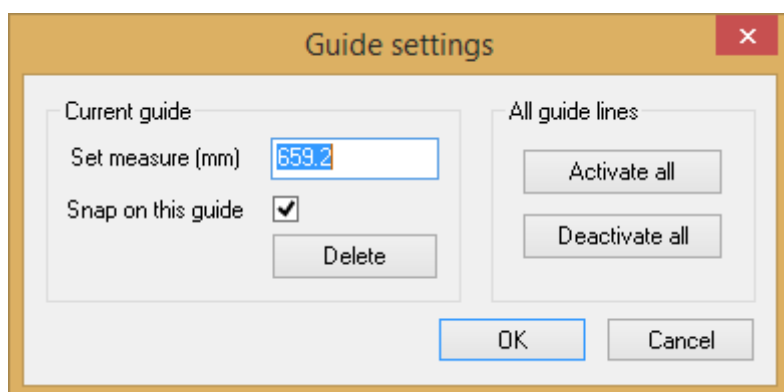 Guide settings
Current guide
Set measure (mm) 659.2
Snap on this guide
Delete
All guide lines
Activate all
Deactivate all
OK
Cancel